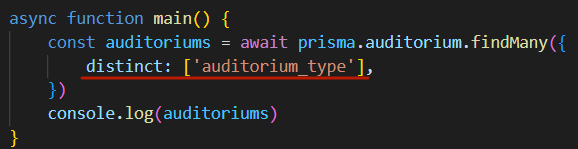 async function main() {
    const auditoriums = await prisma.auditorium.findMany({
        distinct: ['auditorium_type'],
    })
    console.log(auditoriums)
}